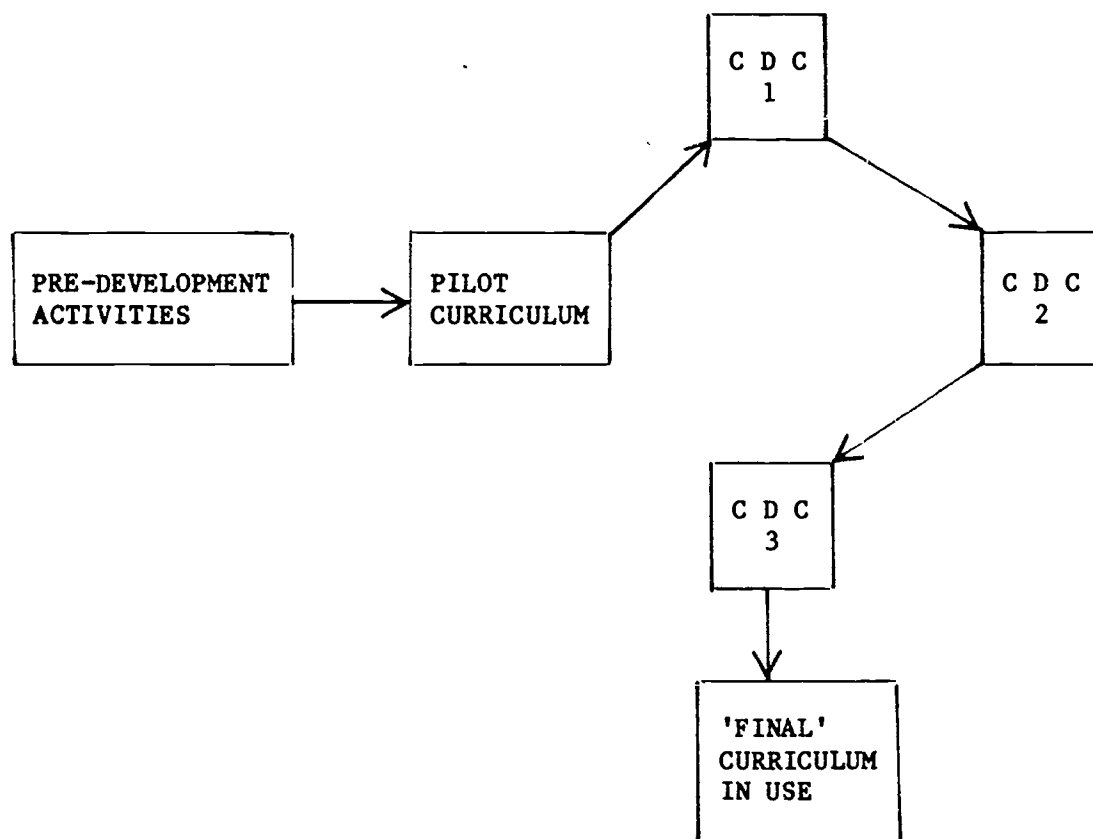 C D C
1
PRE-DEVELOPMENT
ACTIVITIES
PILOT
CURRICULUM
C D C
2
C D C
3
'FINAL'
CURRICULUM
IN USE